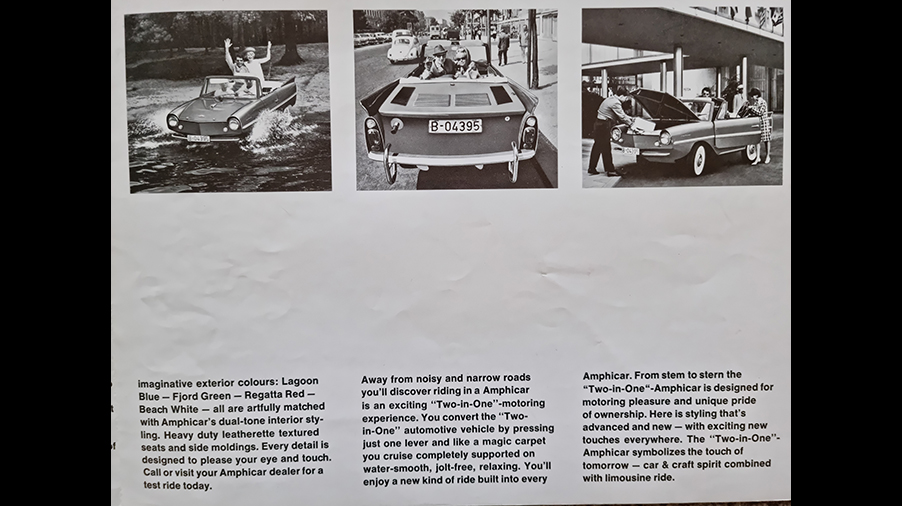 B-04395
imaginative exterior colours: Lagoon
Blue — Fjord Green — Regatta Red —
Beach White — all are artfully matched
with Amphicar's dual-tone interior sty-
ling. Heavy duty leatherette textured
seats and side moldings. Every detail is
designed to please your eye and touch.
Call or visit your Amphicar dealer for a
test ride today.
Away from noisy and narrow roads
you'll discover riding in a Amphicar
is an exciting "Two-in-One"-motoring
experience. You convert the "Two-
in-One" automotive vehicle by pressing
just one lever and like a magic carpet
you cruise completely supported on
water-smooth, jolt-free, relaxing. You'll
enjoy a new kind of ride built into every
Amphicar. From stem to stern the
"Two-in-One"-Amphicar is designed for
motoring pleasure and unique pride
of ownership. Here is styling that's
advanced and new — with exciting new
touches everywhere. The "Two-in-One"-
Amphicar symbolizes the touch of
tomorrow — car & craft spirit combined
with limousine ride.